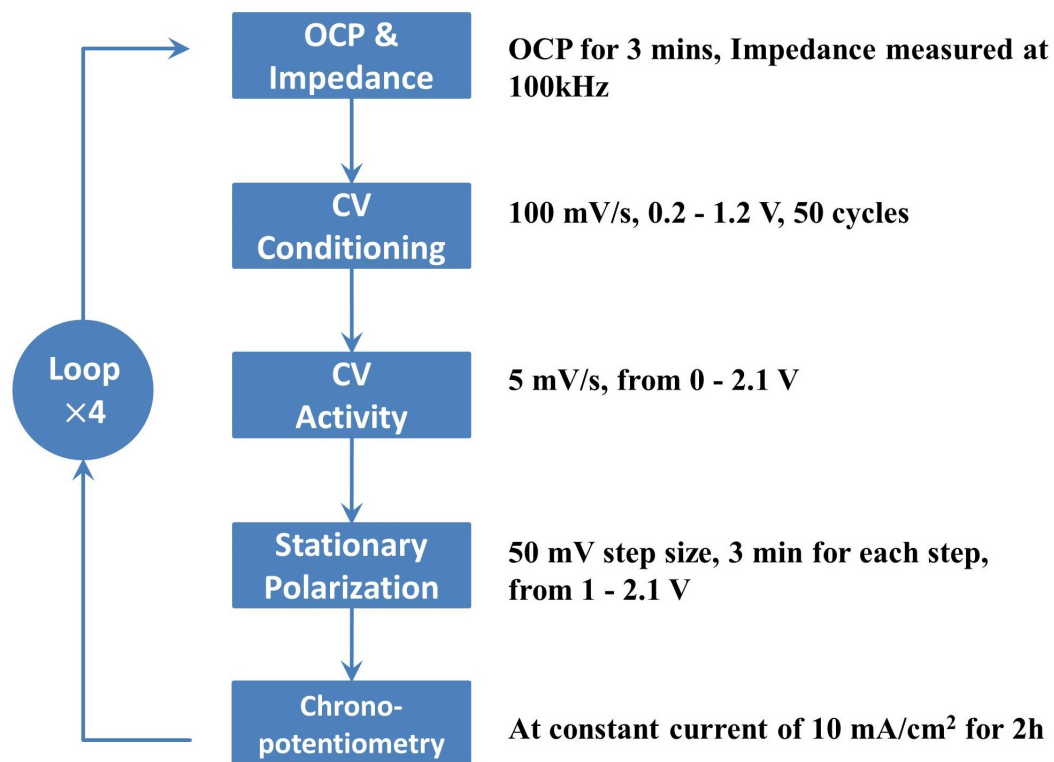 OCP &
Impedance
OCP for 3 mins, Impedance measured at
100kHz
CV
Conditioning
100 mV/s, 0.2 - 1.2 V, 50 cycles
Loop
×4
CV
Activity
5 mV/s, from 0 - 2.1 V
Stationary
Polarization
50 mV step size, 3 min for each step,
from 1 - 2.1 V
Chrono-
potentiometry
At constant current of 10 mA/cm² for 2h